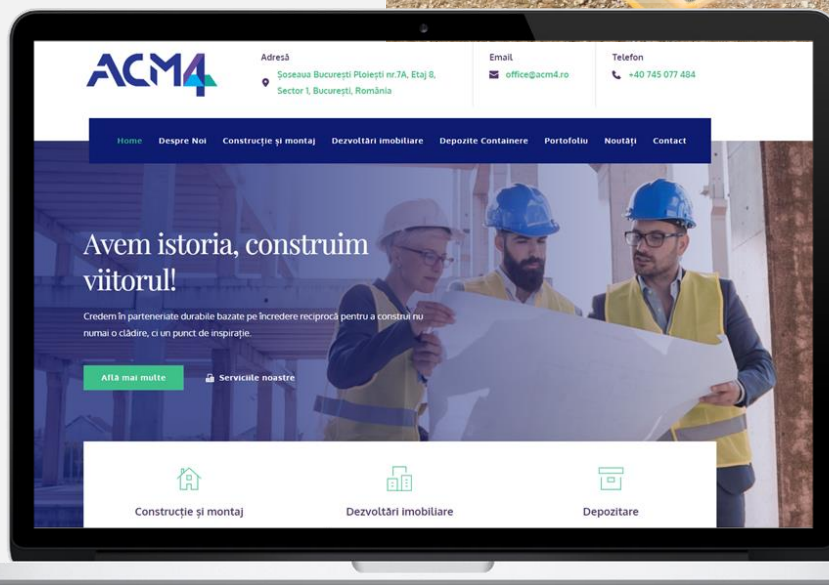 ACM4
Adresă
Șoseaua București Ploiești nr.7A, Etaj 8,
Sector 1, București, România
Email
office@acm4.ro
Telefon
+40 745 077 484
Home Despre Noi Construcție și montaj Dezvoltări imobiliare Depozite Containere Portofoliu Noutăți Contact
Avem istoria, construim
viitorul!
Credem în parteneriate durabile bazate pe încredere reciprocă pentru a construi nu
numai o clădire, ci un punct de inspirație.
Află mai multe Serviciile noastre
Construcție și montaj Dezvoltări imobiliare Depozitare